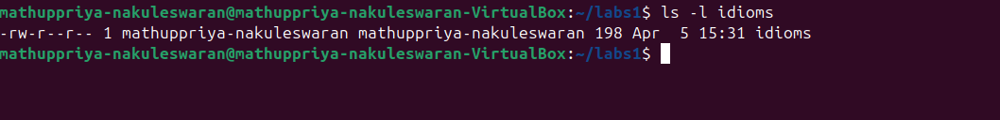 mathuppriya-nakuleswaran@mathuppriya-nakuleswaran-VirtualBox:~/labs1$ ls -l idioms
-rw-r--r-- 1 mathuppriya-nakuleswaran mathuppriya-nakuleswaran 198 Apr  5 15:31 idioms
mathuppriya-nakuleswaran@mathuppriya-nakuleswaran-VirtualBox:~/labs1$